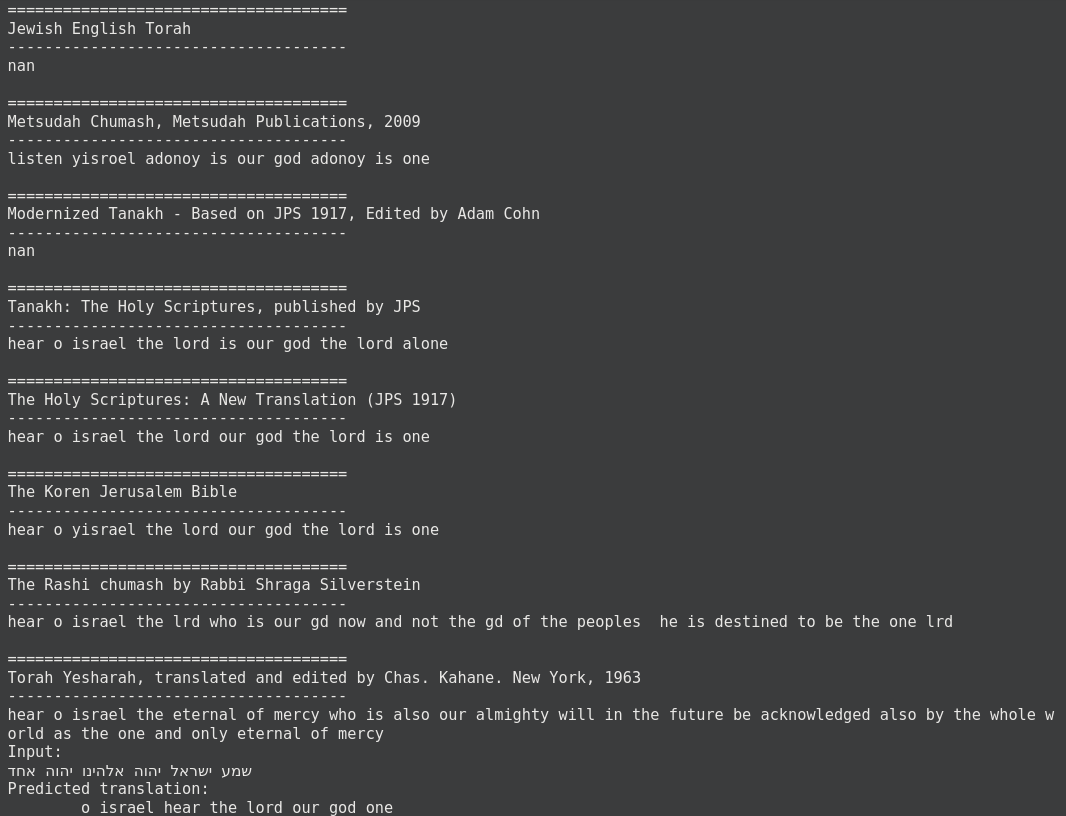 =====================================
Jewish English Torah
-------------------------------------
nan
=====================================
Metsudah Chumash, Metsudah Publications, 2009
-------------------------------------
listen yisroel adonoy is our god adonoy is one
=====================================
Modernized Tanakh - Based on JPS 1917, Edited by Adam Cohn
-------------------------------------
nan
=====================================
Tanakh: The Holy Scriptures, published by JPS
-------------------------------------
hear o israel the lord is our god the lord alone
=====================================
The Holy Scriptures: A New Translation (JPS 1917)
-------------------------------------
hear o israel the lord our god the lord is one
=====================================
The Koren Jerusalem Bible
-------------------------------------
hear o yisrael the lord our god the lord is one
=====================================
The Rashi chumash by Rabbi Shraga Silverstein
-------------------------------------
hear o israel the lrd who is our gd now and not the gd of the peoples  he is destined to be the one lrd
=====================================
Torah Yesharah, translated and edited by Chas. Kahane. New York, 1963
-------------------------------------
hear o israel the eternal of mercy who is also our almighty will in the future be acknowledged also by the whole w
orld as the one and only eternal of mercy
Input:
שמע ישראל יהוה אלהינו יהוה אחד
Predicted translation:
        o israel hear the lord our god one